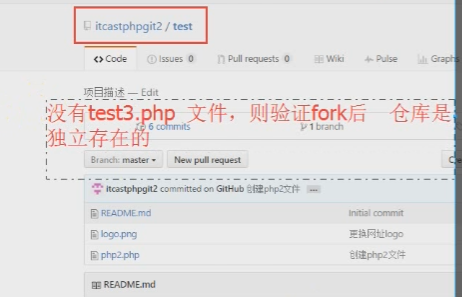 itcastphpgit2 / test
Code Issues 0 Pull requests 0 Wiki Pulse Graphs
项目描述 — Edit
没有test3.php 文件，则验证fork后 仓库是
独立存在的
6 commits 1 branch
Branch: master New pull request
itcastphpgit2 committed on GitHub 创建php2文件 ...
README.md Initial commit
logo.png 更换网址logo
php2.php 创建php2文件
README.md